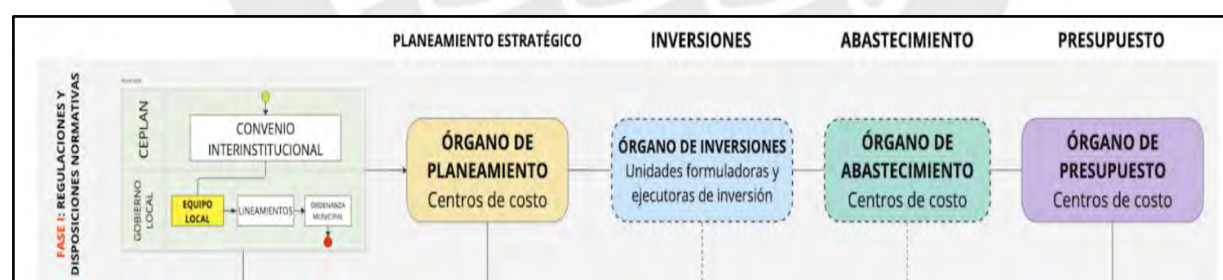 PLANEAMIENTO ESTRATÉGICO
INVERSIONES
ABASTECIMIENTO
PRESUPUESTO
FASE I: REGULACIONES Y
DISPOSICIONES NORMATIVAS
CEPLAN
CONVENIO
INTERINSTITUCIONAL
GOBIERNO
LOCAL
EQUIPO
LOCAL
LINEAMIENTOS
ORDENANZA
MUNICIPAL
ÓRGANO DE
PLANEAMIENTO
Centros de costo
ÓRGANO DE INVERSIONES
Unidades formuladoras y
ejecutoras de inversión
ÓRGANO DE
ABASTECIMIENTO
Centros de costo
ÓRGANO DE
PRESUPUESTO
Centros de costo